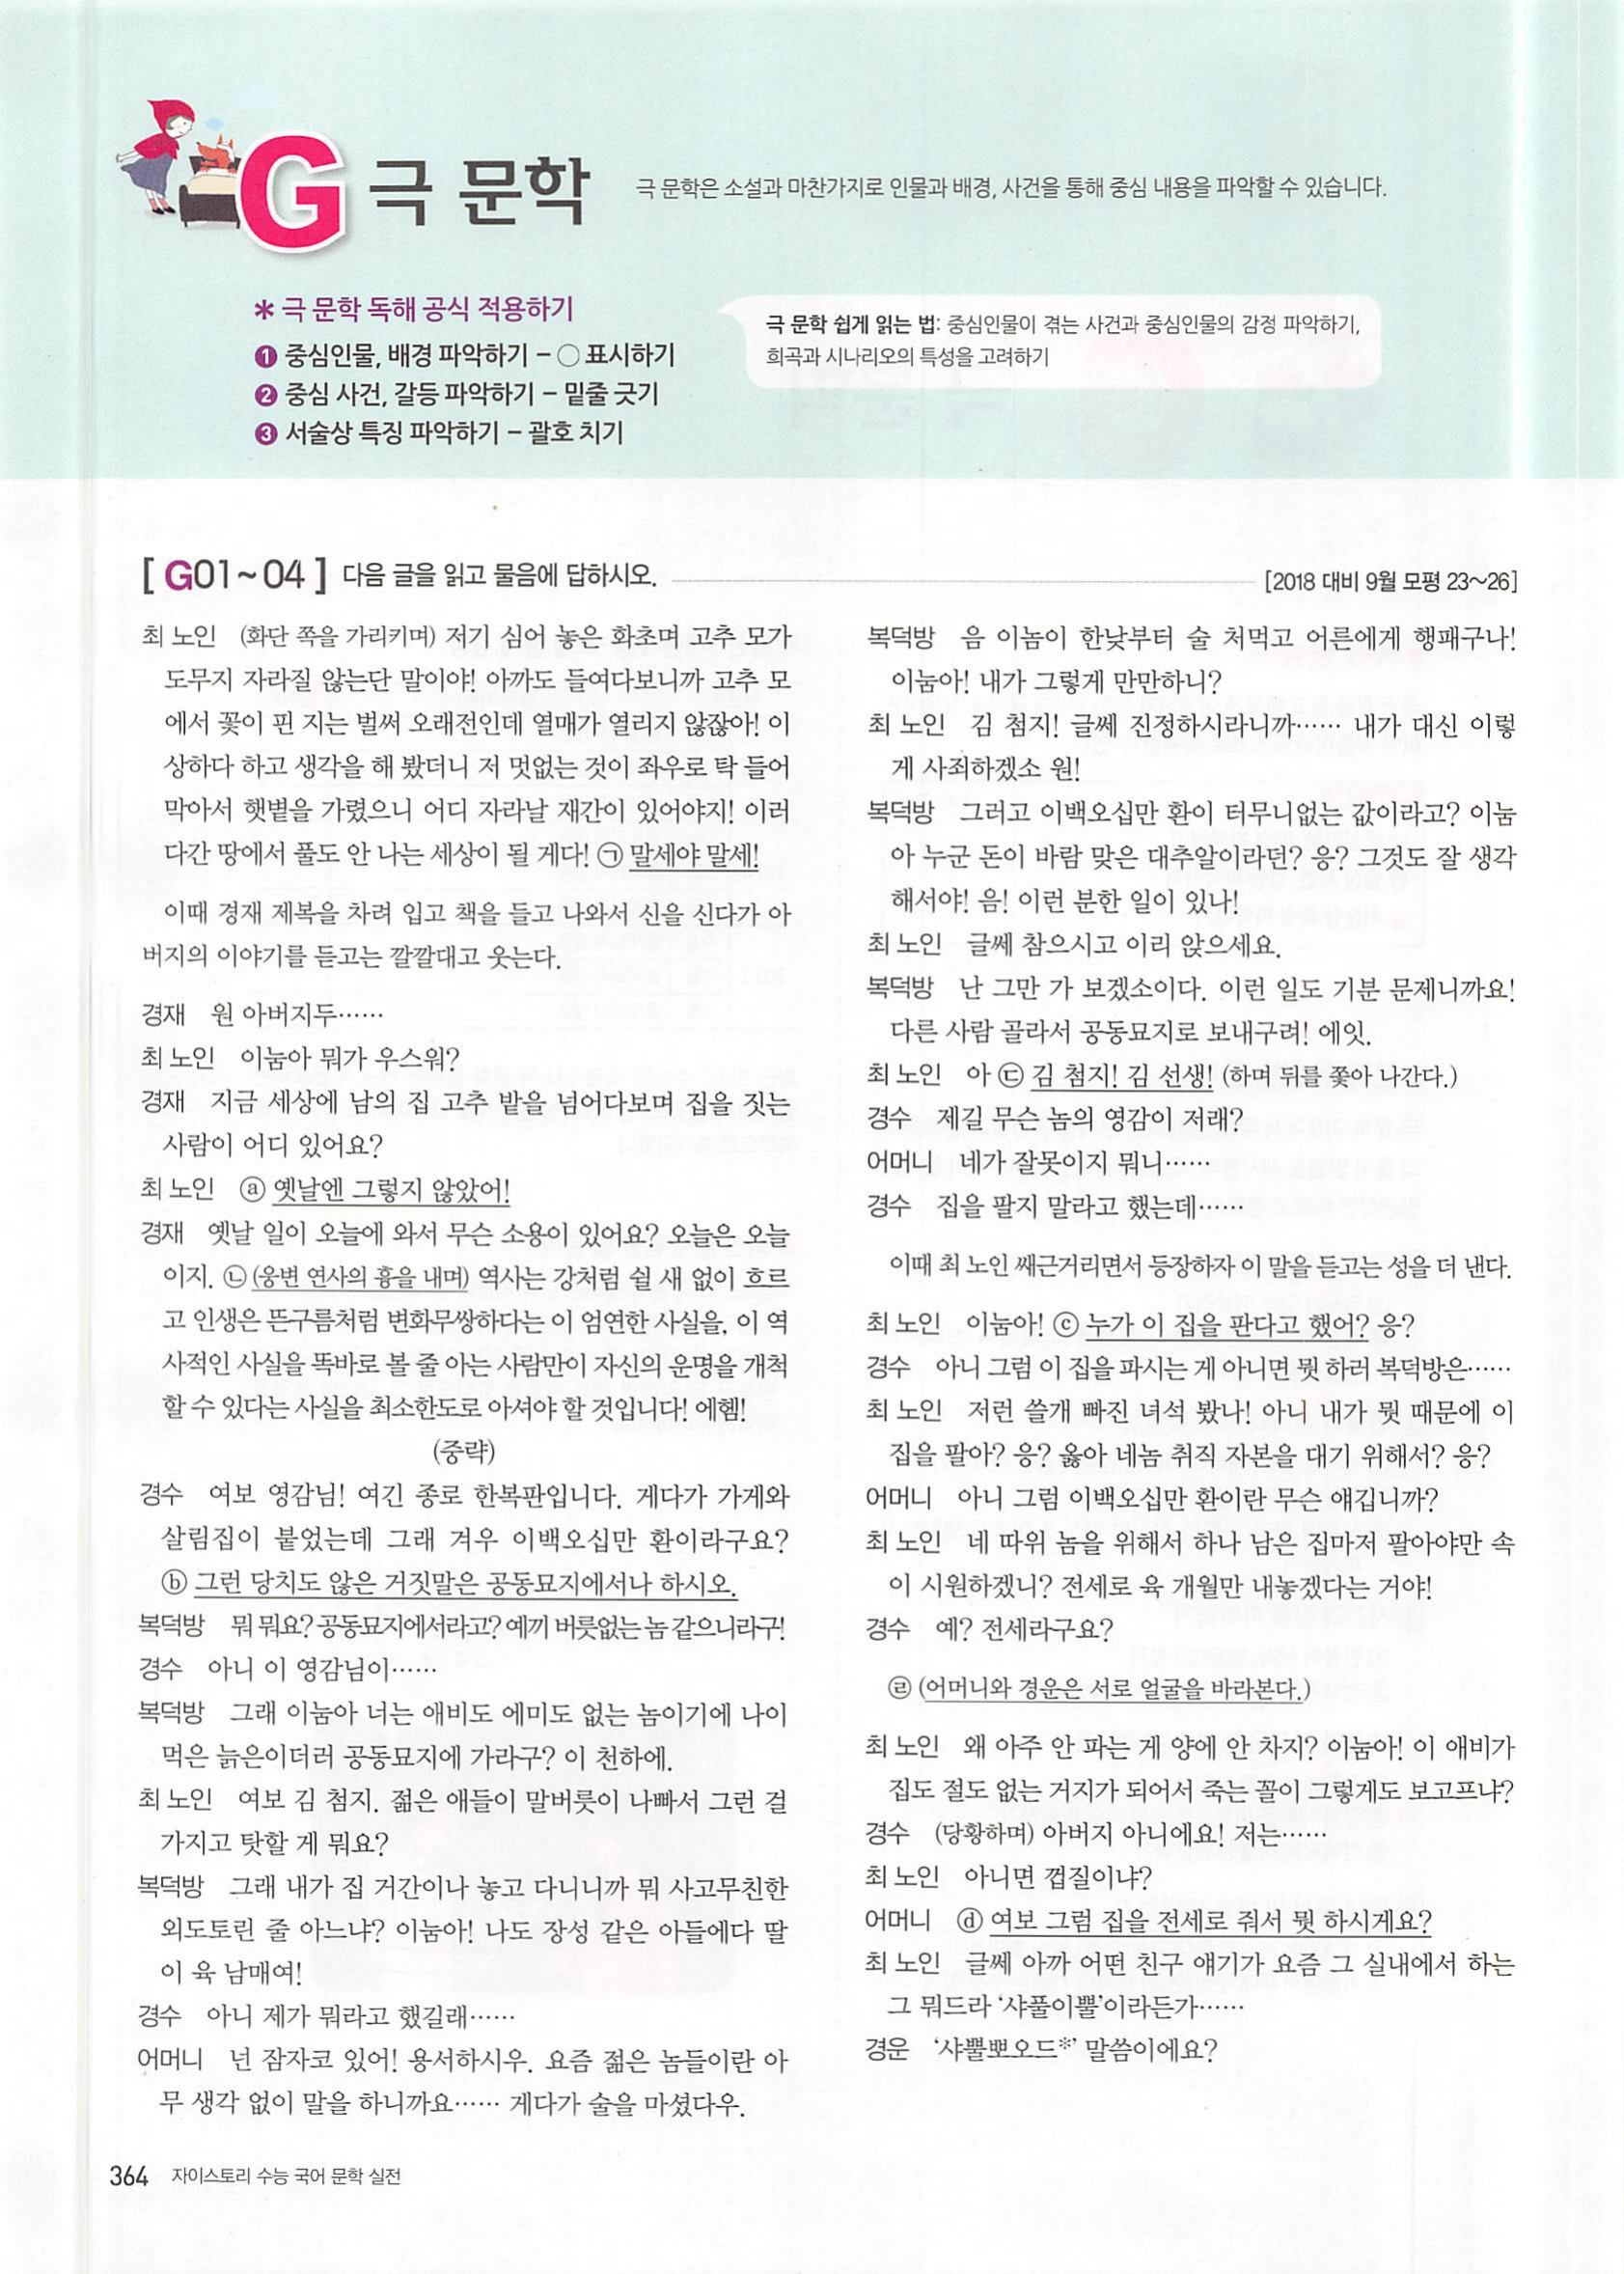 G 극 문학
극 문학은 소설과 마찬가지로 인물과 배경, 사건을 통해 중심 내용을 파악할 수 있습니다.
* 극 문학 독해 공식 적용하기
❶ 중심인물, 배경 파악하기 – ○ 표시하기
❷ 중심 사건, 갈등 파악하기 – 밑줄 긋기
❸ 서술상 특징 파악하기 – 괄호 치기
극 문학 쉽게 읽는 법: 중심인물이 겪는 사건과 중심인물의 감정 파악하기,
희곡과 시나리오의 특성을 고려하기
[ G01~04 ] 다음 글을 읽고 물음에 답하시오.
[2018 대비 9월 모평 23~26]
최 노인 (화단 쪽을 가리키며) 저기 심어 놓은 화초며 고추 모가
도무지 자라질 않는단 말이야! 아까도 들여다보니까 고추 모
에서 꽃이 핀 지는 벌써 오래전인데 열매가 열리지 않잖아! 이
상하다 하고 생각을 해 봤더니 저 멋없는 것이 좌우로 탁 들어
막아서 햇볕을 가렸으니 어디 자라날 재간이 있어야지! 이러
다간 땅에서 풀도 안 나는 세상이 될 게다! ㉠ 말세야 말세!
이때 경재 제복을 차려 입고 책을 들고 나와서 신을 신다가 아
버지의 이야기를 듣고는 깔깔대고 웃는다.
경재 원 아버지두……
최 노인 이눔아 뭐가 우스워?
경재 지금 세상에 남의 집 고추 밭을 넘어다보며 집을 짓는
사람이 어디 있어요?
최 노인 ⓐ 옛날엔 그렇지 않았어!
경재 옛날 일이 오늘에 와서 무슨 소용이 있어요? 오늘은 오늘
이지. ㉡ (웅변 연사의 흉을 내며) 역사는 강처럼 쉴 새 없이 흐르
고 인생은 뜬구름처럼 변화무쌍하다는 이 엄연한 사실을, 이 역
사적인 사실을 똑바로 볼 줄 아는 사람만이 자신의 운명을 개척
할 수 있다는 사실을 최소한도로 아셔야 할 것입니다! 에헴!
(중략)
경수 여보 영감님! 여긴 종로 한복판입니다. 게다가 가게와
살림집이 붙었는데 그래 겨우 이백오십만 환이라구요?
ⓑ 그런 당치도 않은 거짓말은 공동묘지에서나 하시오.
복덕방 뭐 뭐요? 공동묘지에서라고? 예끼 버릇없는 놈 같으니라구!
경수 아니 이 영감님이……
복덕방 그래 이눔아 너는 애비도 에미도 없는 놈이기에 나이
먹은 늙은이더러 공동묘지에 가라구? 이 천하에.
최 노인 여보 김 첨지. 젊은 애들이 말버릇이 나빠서 그런 걸
가지고 탓할 게 뭐요?
복덕방 그래 내가 집 거간이나 놓고 다니니까 뭐 사고무친한
외도토린 줄 아느냐? 이눔아! 나도 장성 같은 아들에다 딸
이 육 남매여!
경수 아니 제가 뭐라고 했길래……
어머니 넌 잠자코 있어! 용서하시우. 요즘 젊은 놈들이란 아
무 생각 없이 말을 하니까요…… 게다가 술을 마셨다우.
복덕방 음 이놈이 한낮부터 술 처먹고 어른에게 행패구나!
이눔아! 내가 그렇게 만만하니?
최 노인 김 첨지! 글쎄 진정하시라니까…… 내가 대신 이렇
게 사죄하겠소 원!
복덕방 그러고 이백오십만 환이 터무니없는 값이라고? 이눔
아 누군 돈이 바람 맞은 대추알이라던? 응? 그것도 잘 생각
해서야! 음! 이런 분한 일이 있나!
최 노인 글쎄 참으시고 이리 앉으세요.
복덕방 난 그만 가 보겠소이다. 이런 일도 기분 문제니까요!
다른 사람 골라서 공동묘지로 보내구려! 에잇.
최 노인 아 ㉢ 김 첨지! 김 선생! (하며 뒤를 쫓아 나간다.)
경수 제길 무슨 놈의 영감이 저래?
어머니 네가 잘못이지 뭐니……
경수 집을 팔지 말라고 했는데……
이때 최 노인 째근거리면서 등장하자 이 말을 듣고는 성을 더 낸다.
최 노인 이눔아! ⓒ 누가 이 집을 판다고 했어? 응?
경수 아니 그럼 이 집을 파시는 게 아니면 뭣 하러 복덕방은……
최 노인 저런 쓸개 빠진 녀석 봤나! 아니 내가 뭣 때문에 이
집을 팔아? 응? 옳아 네놈 취직 자본을 대기 위해서? 응?
어머니 아니 그럼 이백오십만 환이란 무슨 얘깁니까?
최 노인 네 따위 놈을 위해서 하나 남은 집마저 팔아야만 속
이 시원하겠니? 전세로 육 개월만 내놓겠다는 거야!
경수 예? 전세라구요?
㉣ (어머니와 경운은 서로 얼굴을 바라본다.)
최 노인 왜 아주 안 파는 게 양에 안 차지? 이눔아! 이 애비가
집도 절도 없는 거지가 되어서 죽는 꼴이 그렇게도 보고프냐?
경수 (당황하며) 아버지 아니에요! 저는……
최 노인 아니면 껍질이냐?
어머니 ⓓ 여보 그럼 집을 전세로 줘서 뭣 하시게요?
최 노인 글쎄 아까 어떤 친구 얘기가 요즘 그 실내에서 하는
그 뭐드라 ‘샤풀이뿔’이라든가……
경운 ‘샤뿔뽀오드*’ 말씀이에요?
364 자이스토리 수능 국어 문학 실전